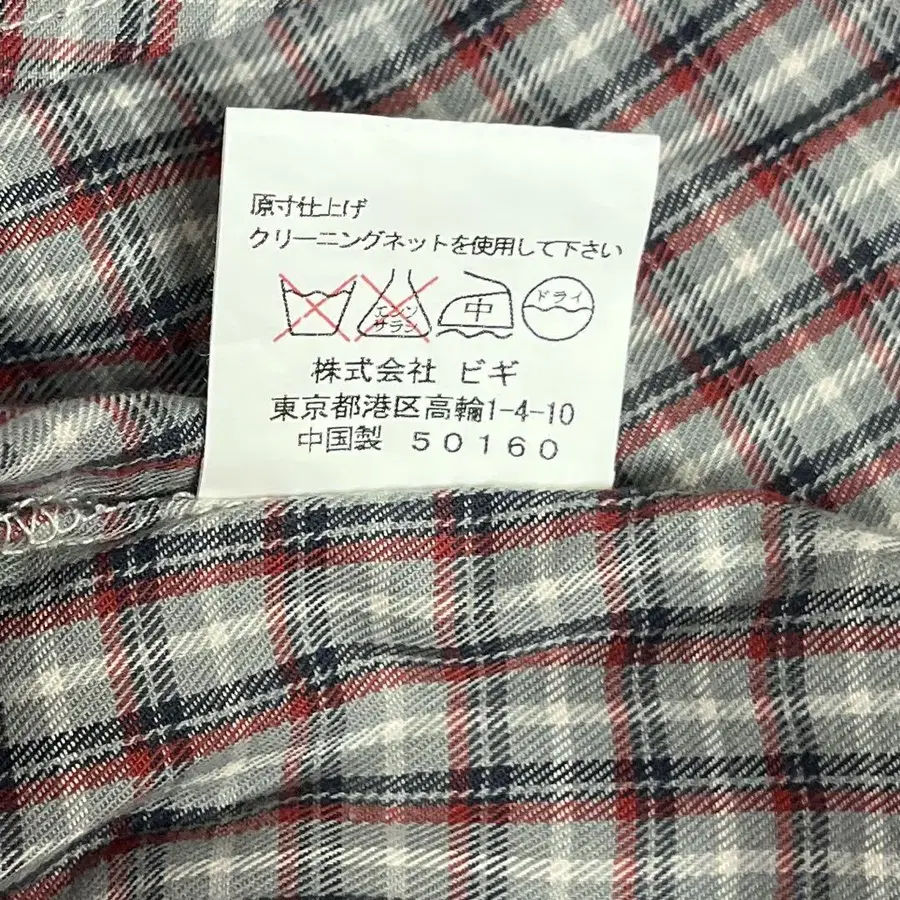 原寸仕上げ
クリーニングネットを使用して下さい
エンソ サラシ 中 ドライ
株式会社 ビギ
東京都港区高輪1-4-10
中国製 50160